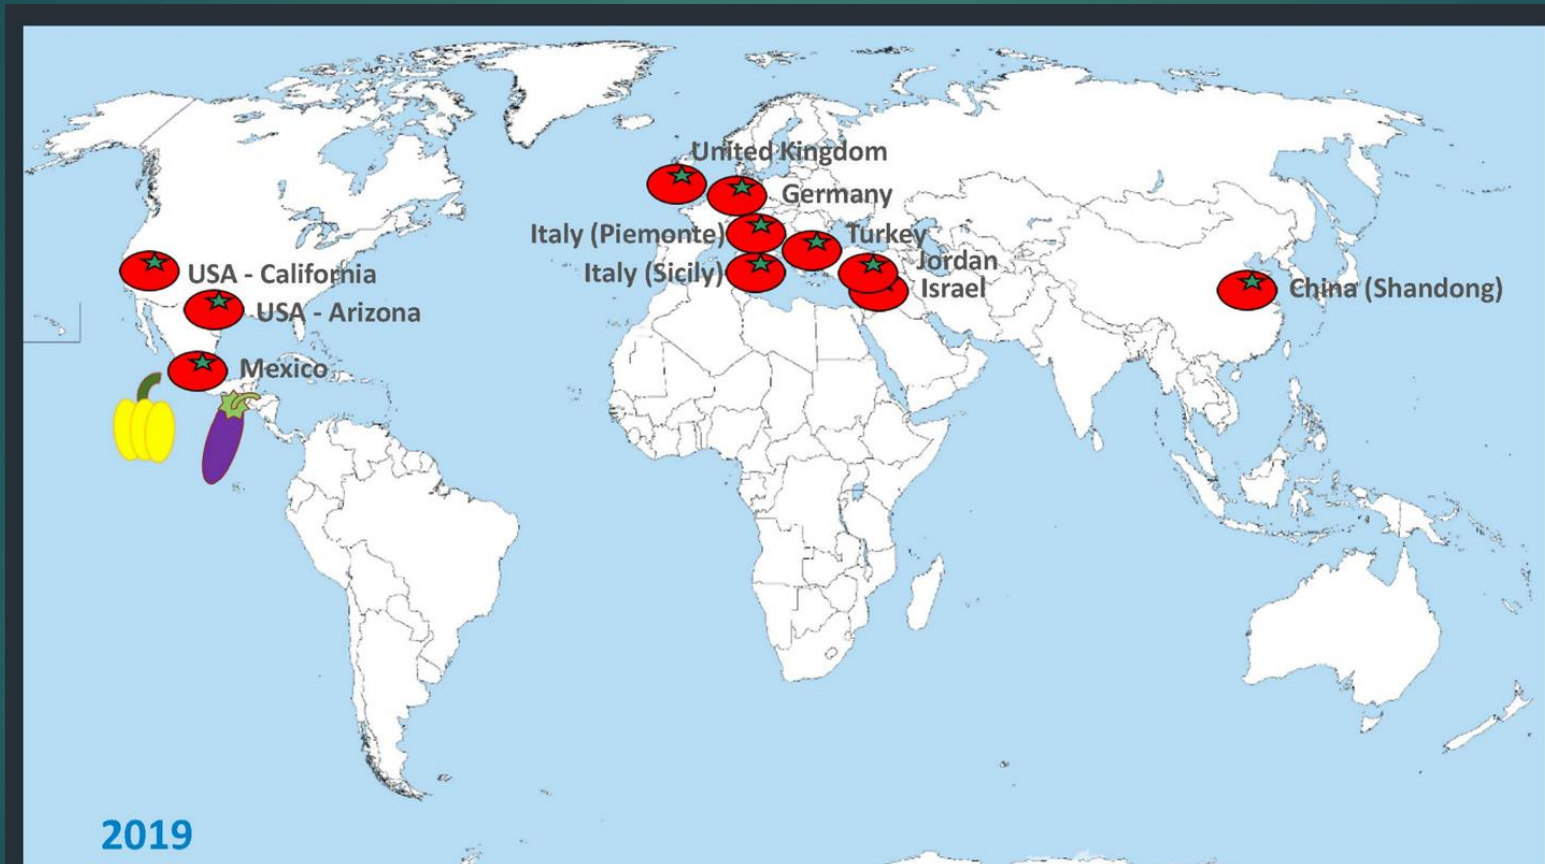 United Kingdom
Germany
Italy (Piemonte)
Turkey
Italy (Sicily)
Jordan
Israel
USA - California
China (Shandong)
USA - Arizona
Mexico
2019